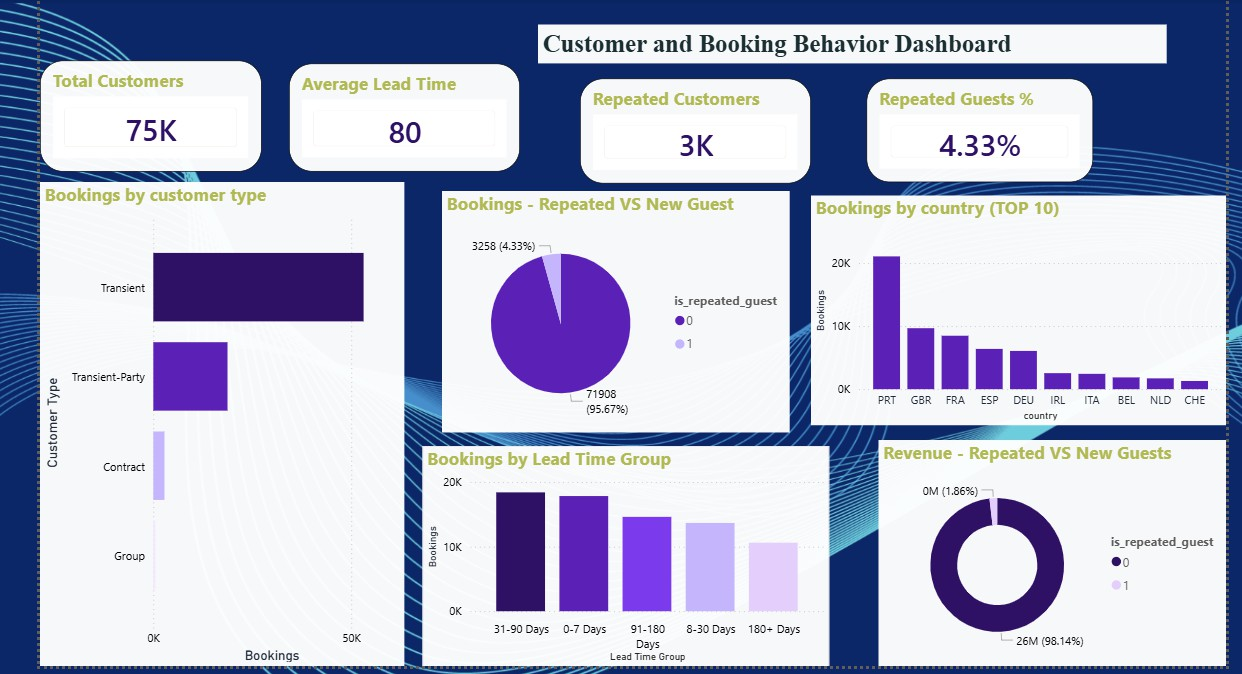 Customer and Booking Behavior Dashboard
Total Customers
75K
Average Lead Time
80
Repeated Customers
3K
Repeated Guests %
4.33%
Bookings by customer type
Customer Type
Transient
Transient-Party
Contract
Group
0K
50K
Bookings
Bookings - Repeated VS New Guest
3258 (4.33%)
71908
(95.67%)
is_repeated_guest
0
1
Bookings by country (TOP 10)
Bookings
20K
10K
0K
PRT
GBR
FRA
ESP
DEU
IRL
ITA
BEL
NLD
CHE
country
Bookings by Lead Time Group
Bookings
20K
10K
0K
31-90 Days
0-7 Days
91-180
Days
8-30 Days
180+ Days
Lead Time Group
Revenue - Repeated VS New Guests
0M (1.86%)
26M (98.14%)
is_repeated_guest
0
1